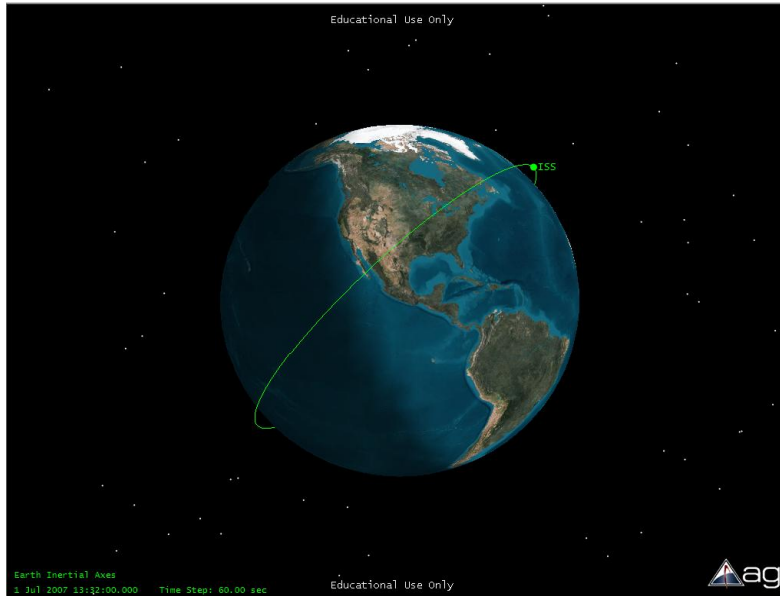 Educational Use Only
ISS
Earth Inertial Axes
1 Jul 2007 13:32:00.000    Time Step: 60.00 sec
Educational Use Only
ag